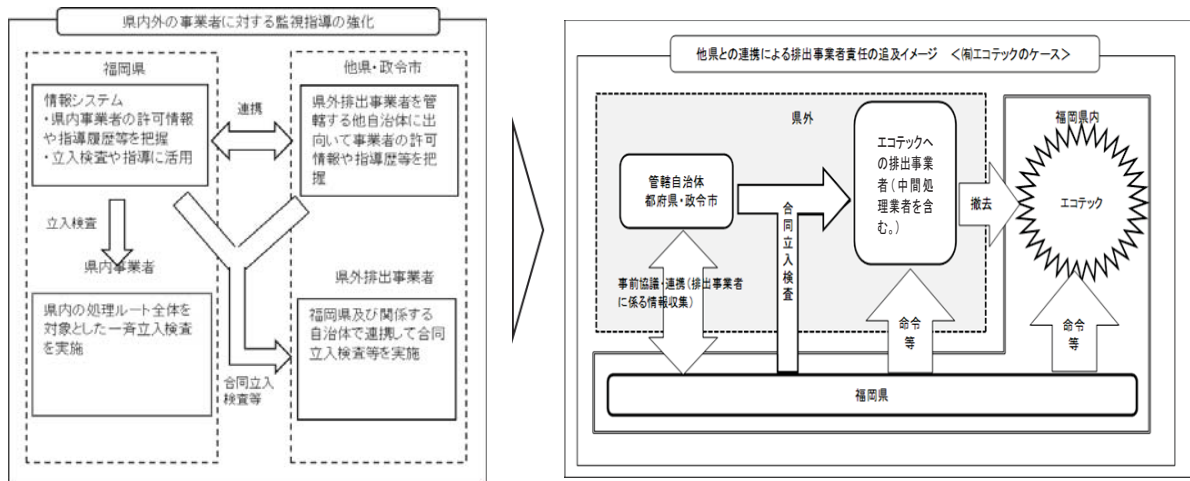 県内外の事業者に対する監視指導の強化
福岡県
情報システム
・県内事業者の許可情報
や指導履歴等を把握
・立入検査や指導に活用
連携
他県・政令市
県外排出事業者を管
轄する他自治体に出
向いて事業者の許可
情報や指導歴等を把
握
立入検査
県内事業者
県内の処理ルート全体を
対象とした一斉立入検査
を実施
県外排出事業者
福岡県及び関係する
自治体で連携して合同
立入検査等を実施
合同立入
検査等
他県との連携による排出事業者責任の追及イメージ <㈲エコテックのケース>
県外
管轄自治体
都府県・政令市
エコテックへ
の排出事業
者(中間処
理業者を含
む。)
撤去
福岡県内
エコテック
合同立入検査
事前協議・連携(排出事業者
に係る情報収集)
命令
等
命令
等
福岡県